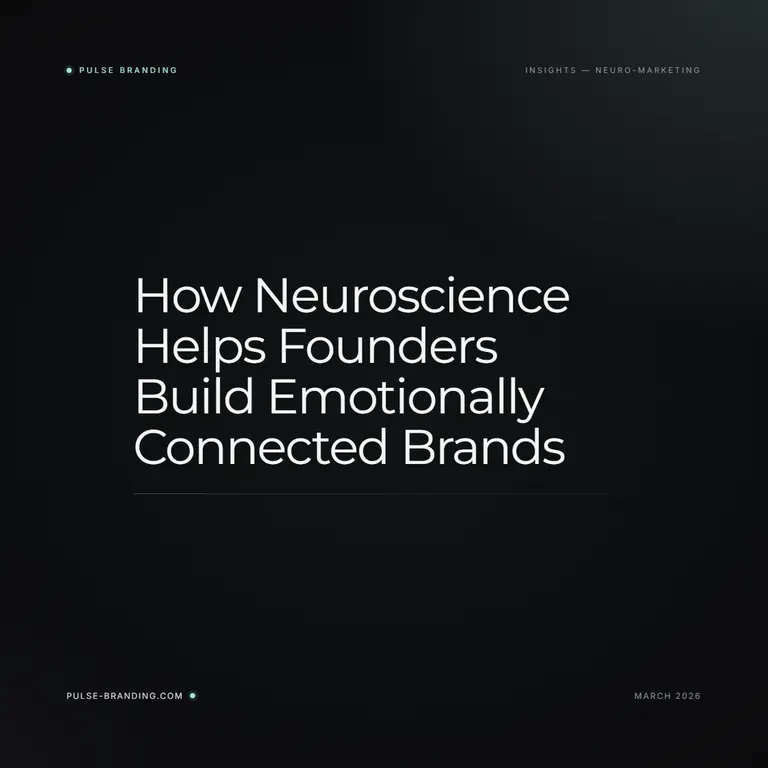 PULSE BRANDING
INSIGHTS — NEURO-MARKETING
How Neuroscience
Helps Founders
Build Emotionally
Connected Brands
PULSE-BRANDING.COM
MARCH 2026